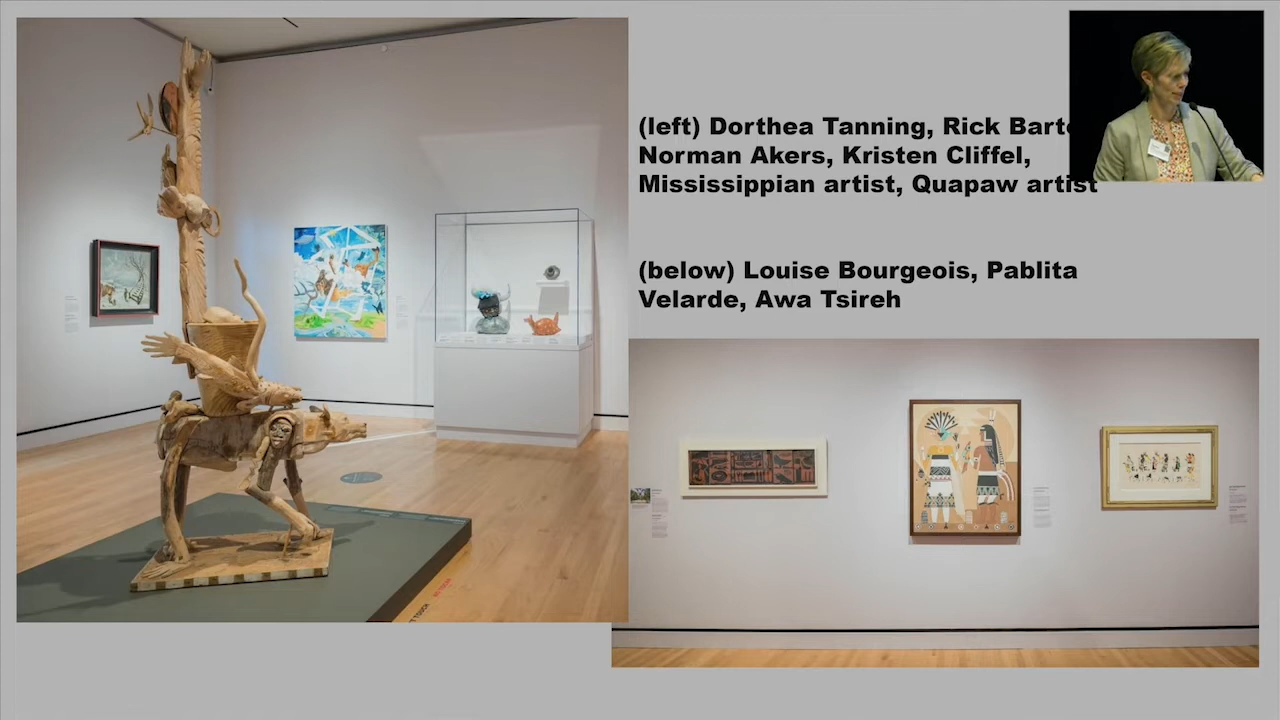 (left) Dorthea Tanning, Rick
Norman Akers, Kristen Cliffel,
Mississippian artist, Quapaw artist
(below) Louise Bourgeois, Pablita
Velarde, Awa Tsireh
TOUCH